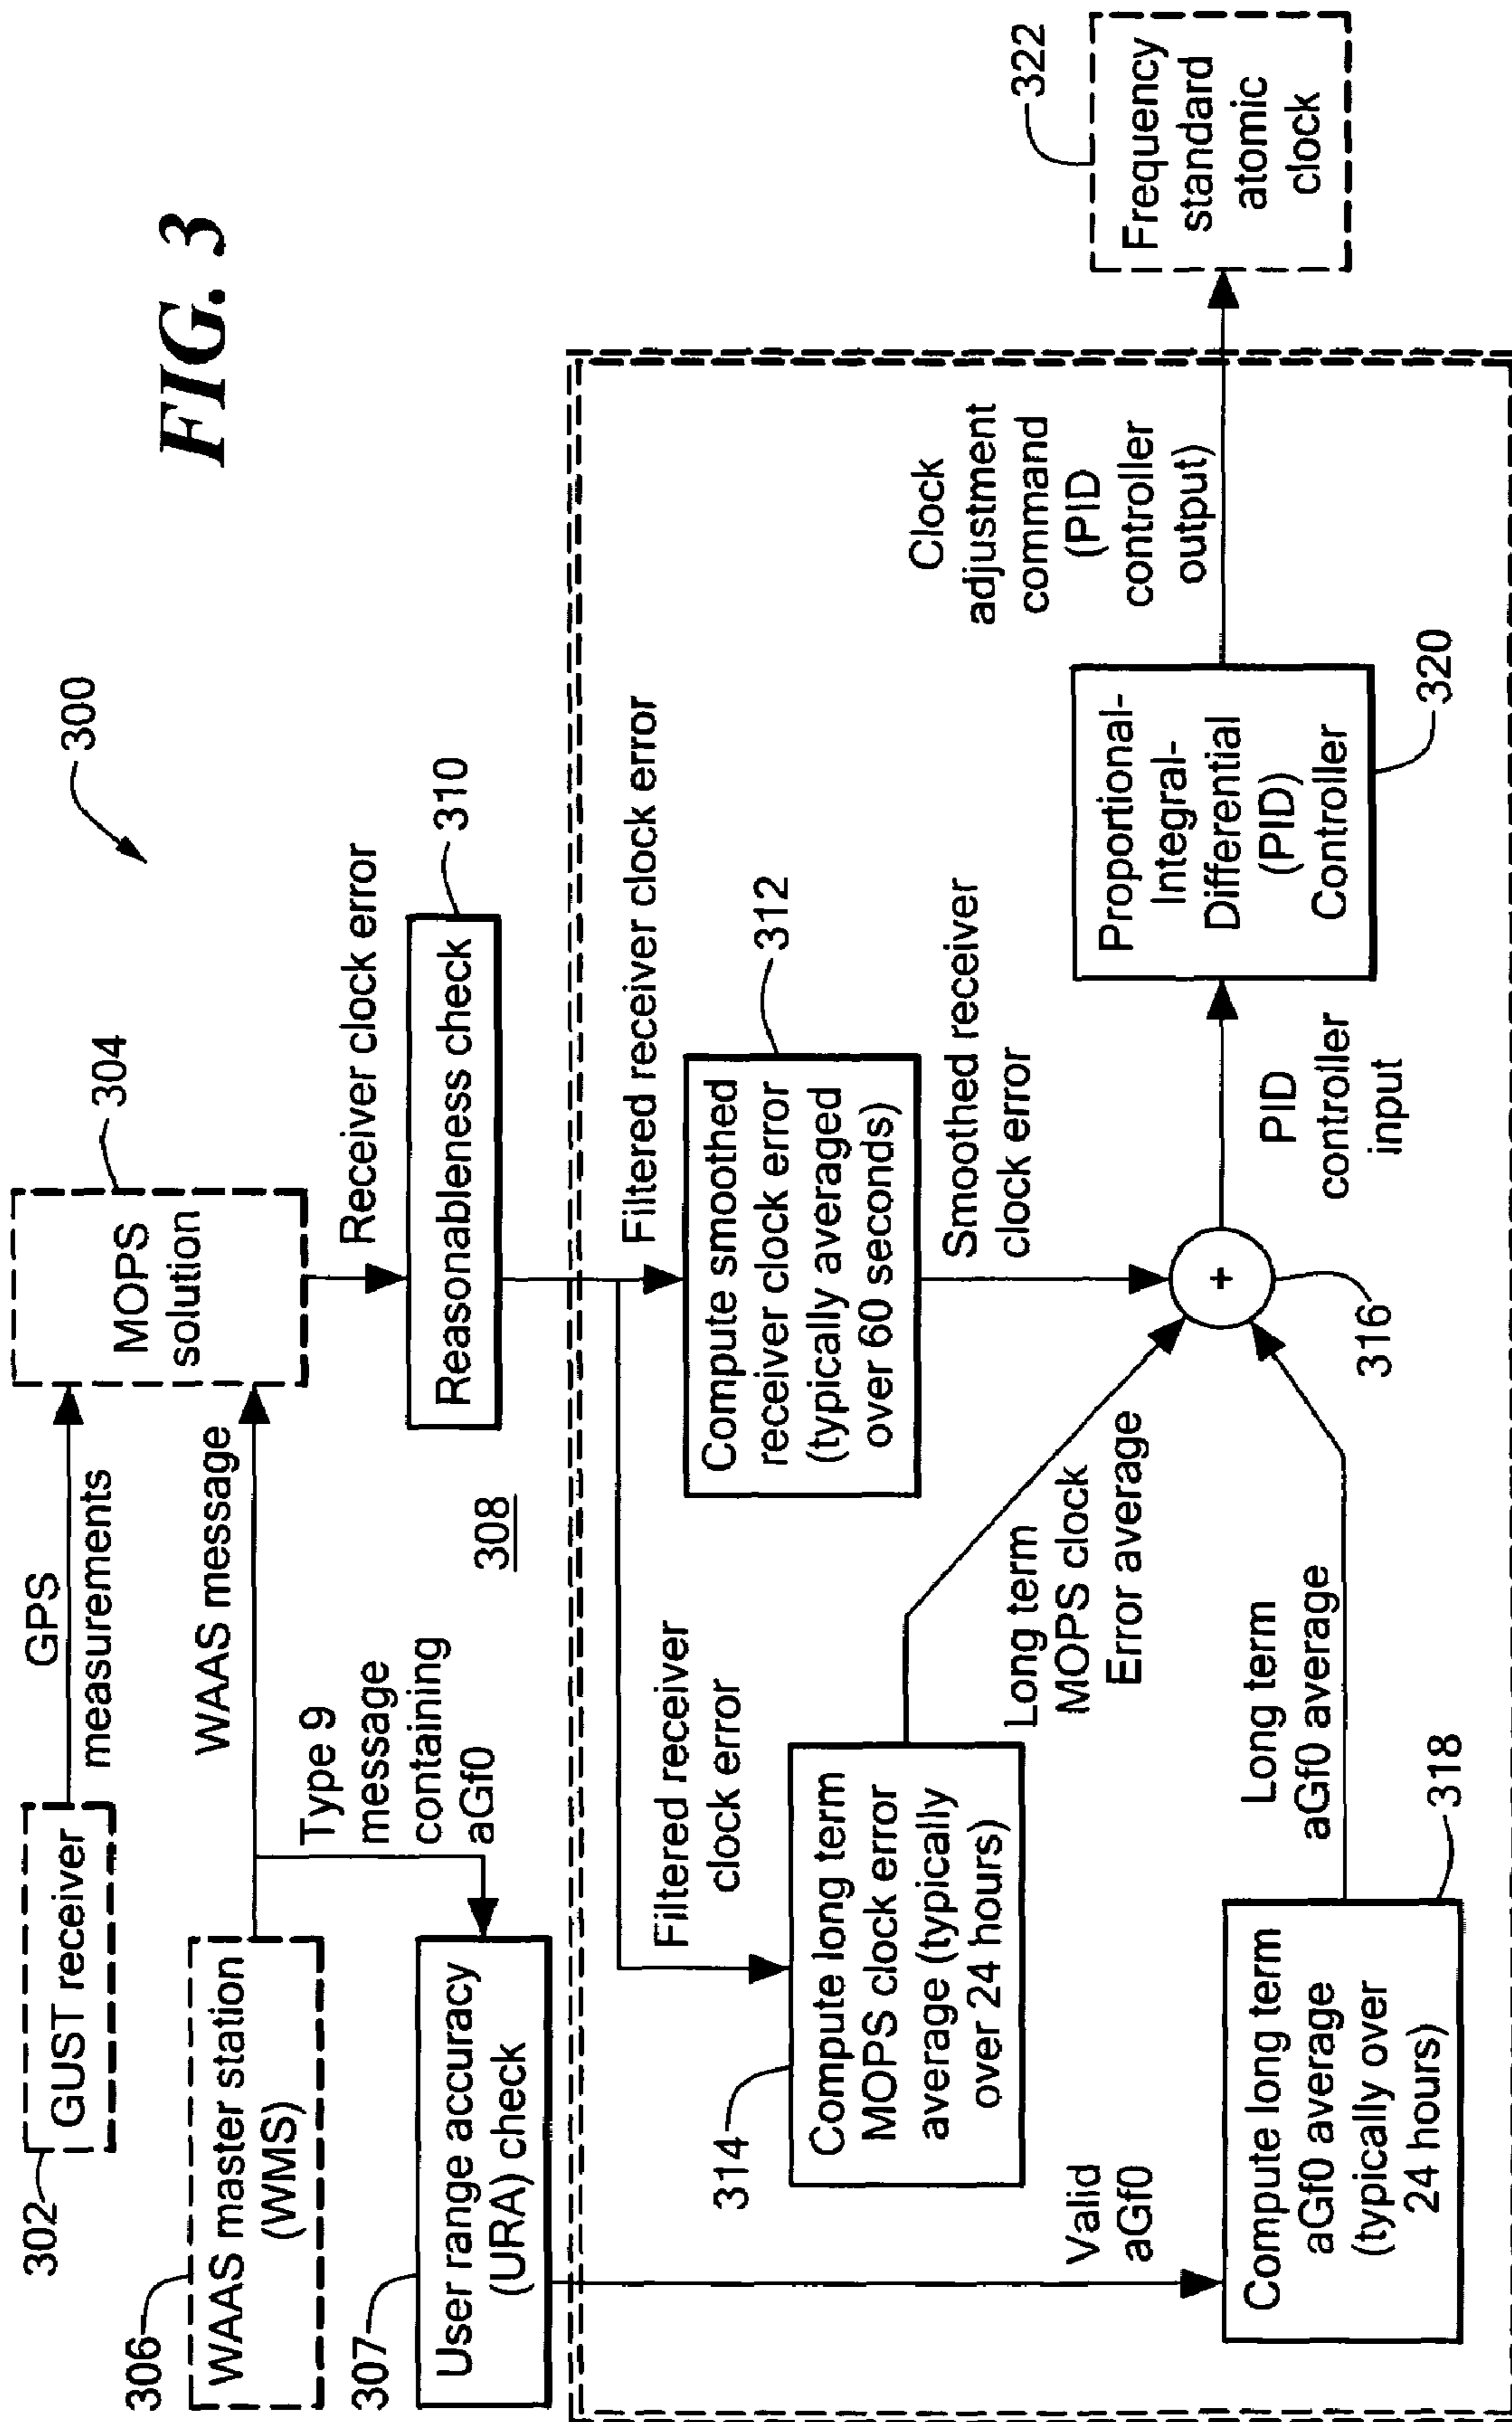 FIG. 3
300
302
GUST receiver
GPS
measurements
304
MOPS
solution
306
WAAS master station
(WMS)
WAAS message
Type 9
message
containing
aGf0
307
User range accuracy
(URA) check
308
Receiver clock error
310
Reasonableness check
Filtered receiver clock error
312
Compute smoothed
receiver clock error
(typically averaged
over 60 seconds)
Filtered receiver
clock error
314
Compute long term
MOPS clock error
average (typically
over 24 hours)
Long term
MOPS clock
Error average
Smoothed receiver
clock error
+
316
Valid
aGf0
Compute long term
aGf0 average
(typically over
24 hours)
318
Long term
aGf0 average
PID
controller
input
Proportional-
Integral-
Differential
(PID)
Controller
320
Clock
adjustment
command
(PID
controller
output)
322
Frequency
standard
atomic
clock